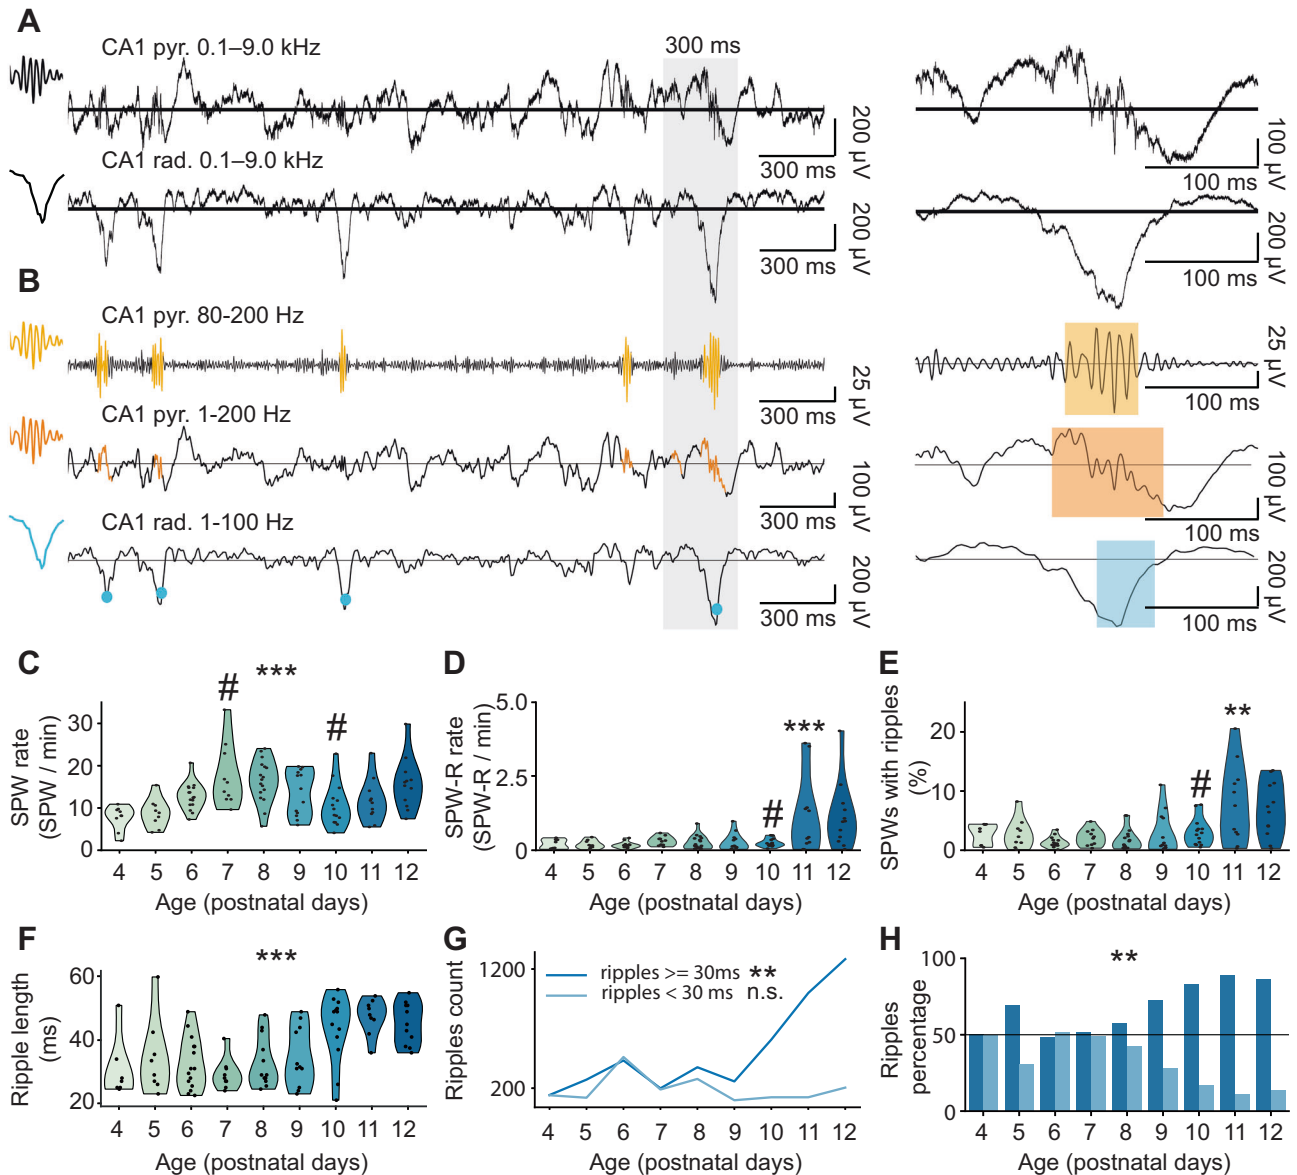 A
CA1 pyr. 0.1–9.0 kHz
300 ms
200 µV
300 ms
100 µV
100 ms
CA1 rad. 0.1–9.0 kHz
200 µV
300 ms
200 µV
100 ms
B
CA1 pyr. 80-200 Hz
25 µV
300 ms
25 µV
100 ms
CA1 pyr. 1-200 Hz
100 µV
300 ms
100 µV
100 ms
CA1 rad. 1-100 Hz
200 µV
300 ms
200 µV
100 ms
C
# *** #
SPW rate
(SPW / min)
30
20
10
0
4 5 6 7 8 9 10 11 12
Age (postnatal days)
D
# ***
SPW-R rate
(SPW-R / min)
5.0
2.5
0
4 5 6 7 8 9 10 11 12
Age (postnatal days)
E
# **
SPWs with ripples
(%)
20
10
0
4 5 6 7 8 9 10 11 12
Age (postnatal days)
F
***
Ripple length
(ms)
60
40
20
4 5 6 7 8 9 10 11 12
Age (postnatal days)
G
Ripples count
1200
200
ripples >= 30ms **
ripples < 30 ms n.s.
4 5 6 7 8 9 10 11 12
Age (postnatal days)
H
**
Ripples
percentage
100
50
0
4 5 6 7 8 9 10 11 12
Age (postnatal days)